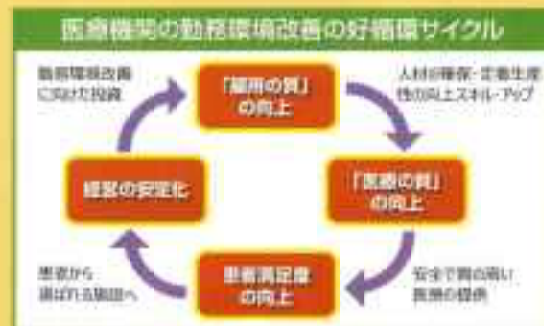 医療機関の勤務環境改善の好循環サイクル
勤務環境改善
に向けた投資
「雇用の質」
の向上
人材の確保・定着生産
性の向上スキル・アップ
経営の安定化
「医療の質」
の向上
患者から
選ばれる施設へ
患者満足度
の向上
安全で質の高い
医療の提供